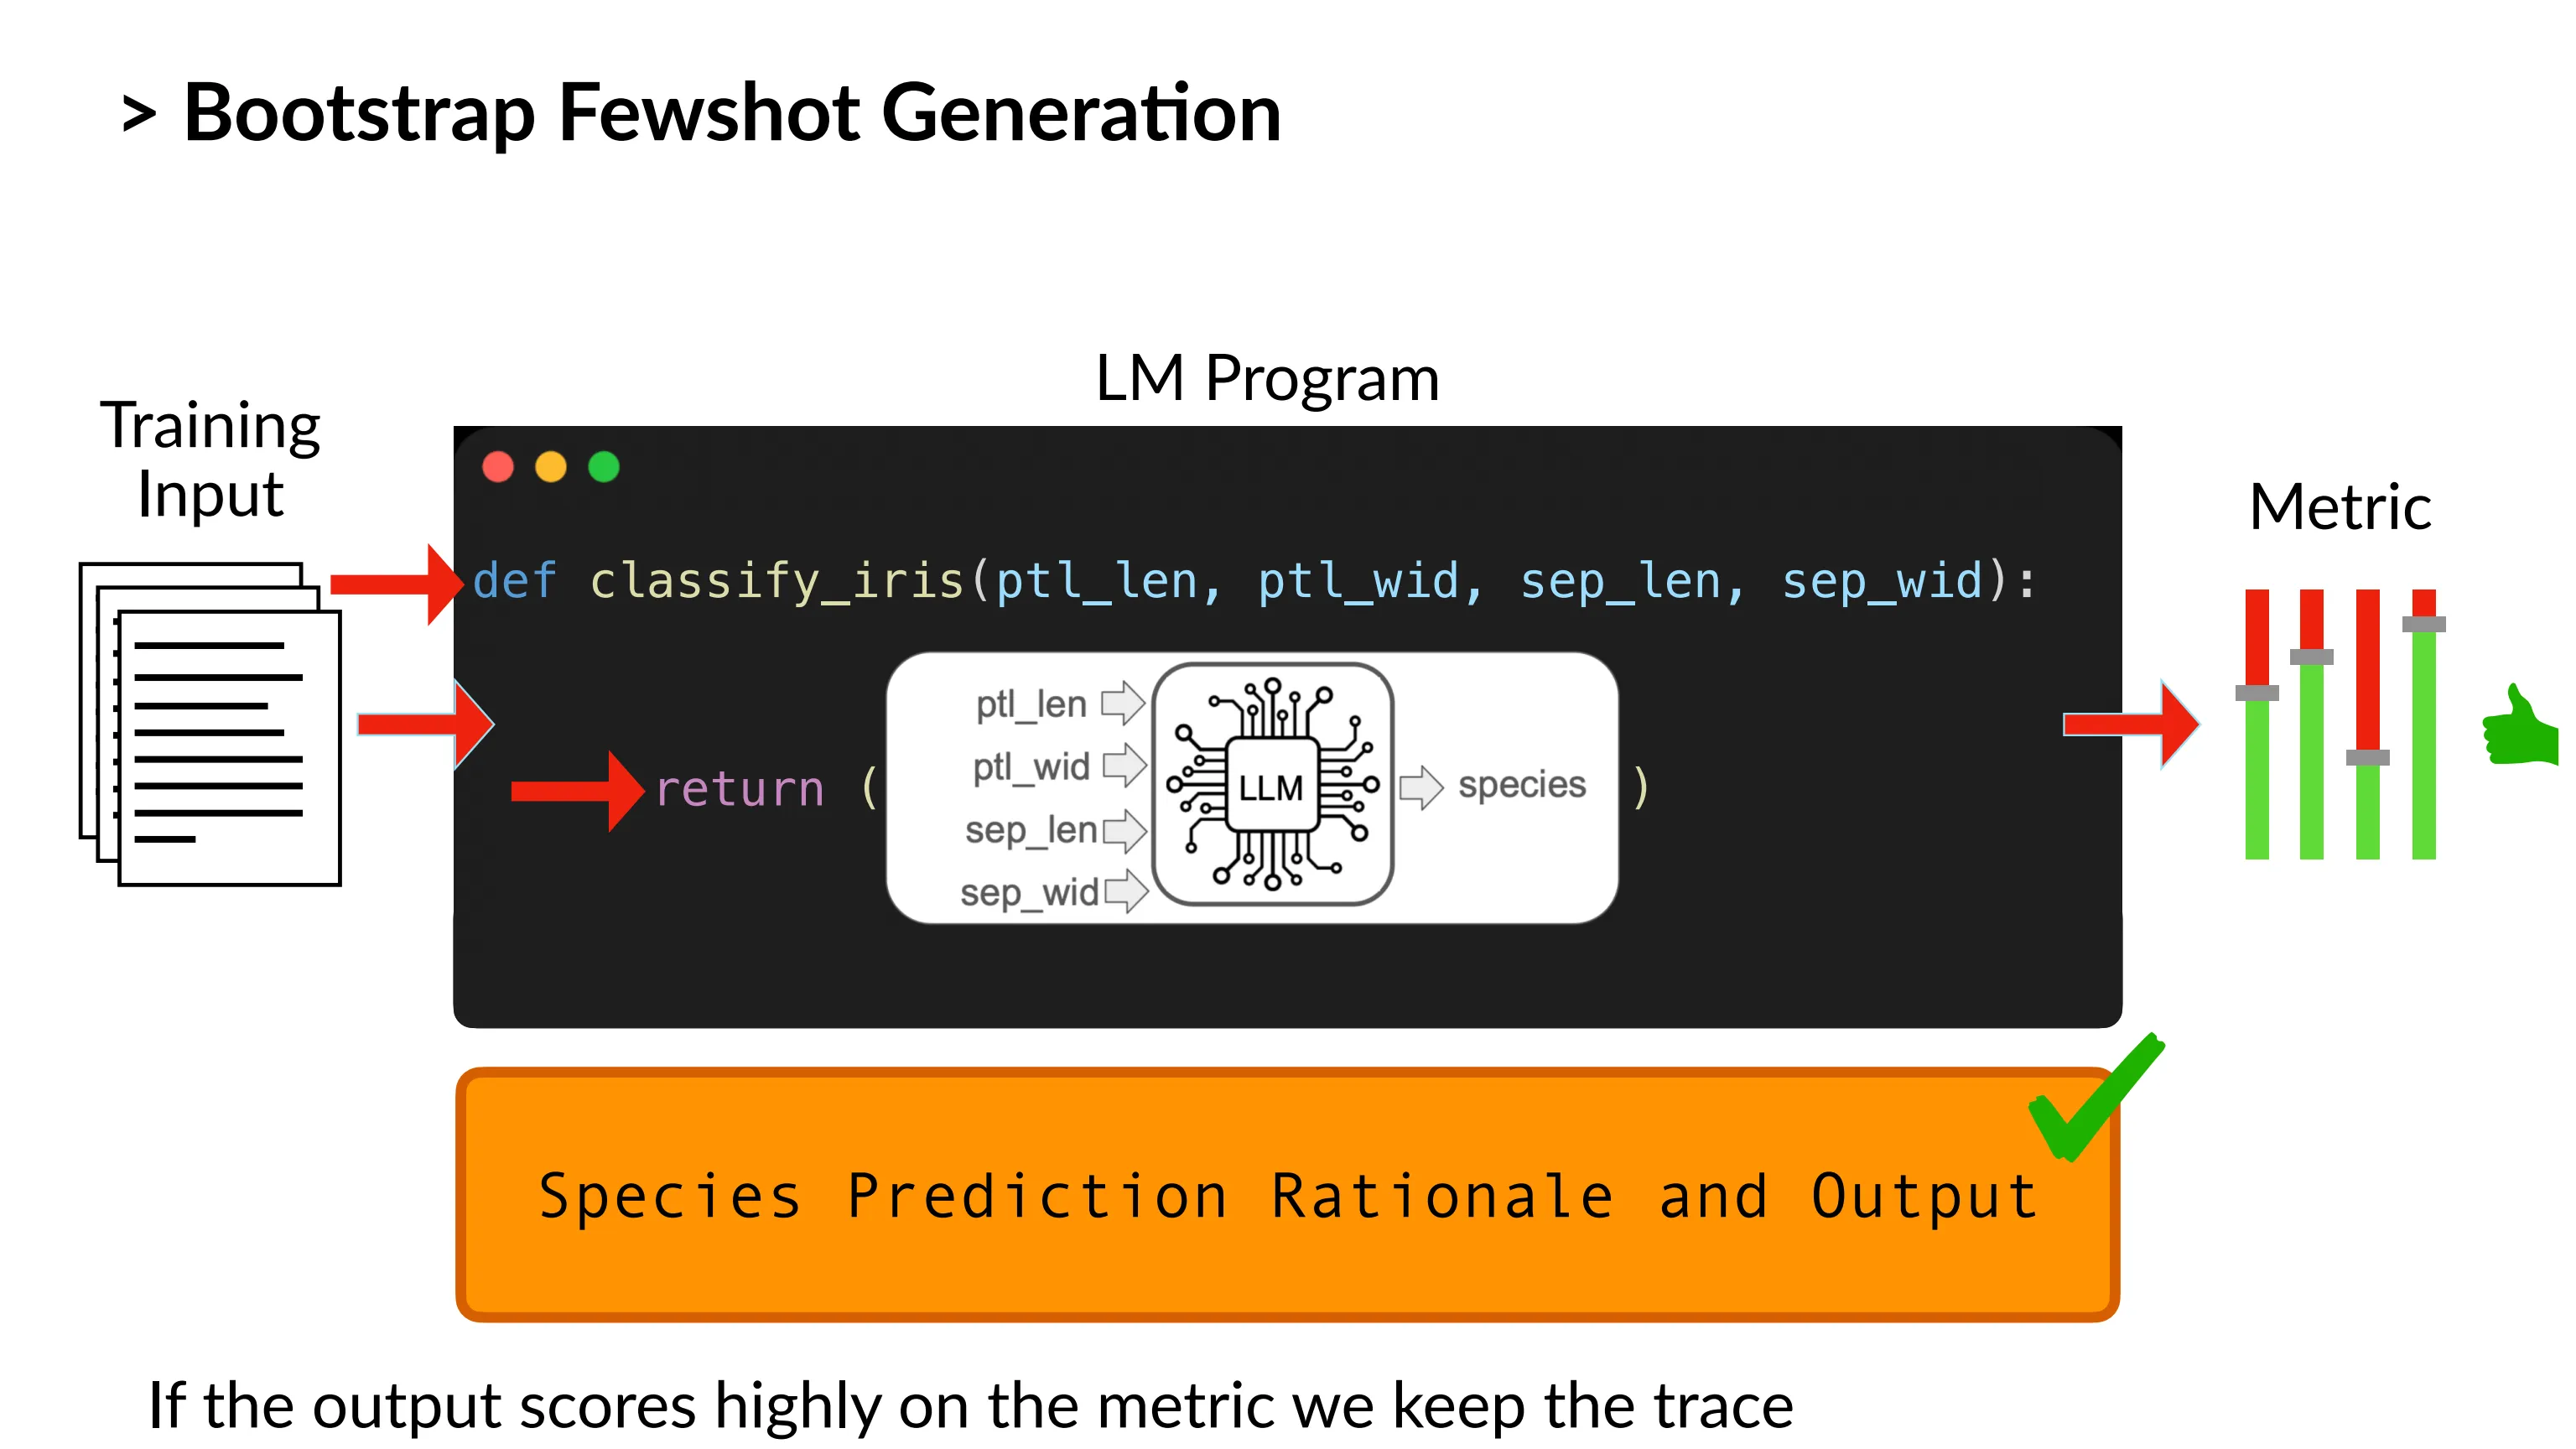 > Bootstrap Fewshot Generation
LM Program
Training
Input
Metric
def classify_iris(ptl_len, ptl_wid, sep_len, sep_wid):
return (
ptl_len
ptl_wid
sep_len
sep_wid
LLM
species
)
Species Prediction Rationale and Output
If the output scores highly on the metric we keep the trace